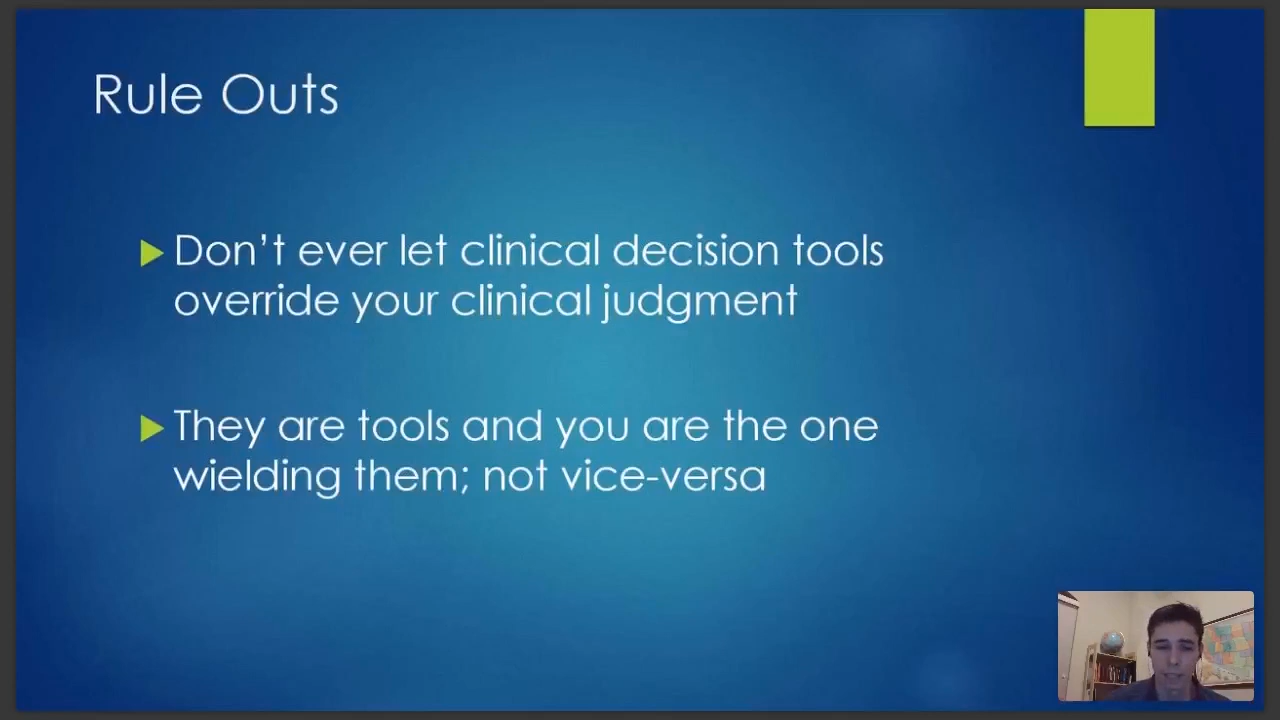 Rule Outs
Don’t ever let clinical decision tools
override your clinical judgment
They are tools and you are the one
wielding them; not vice-versa